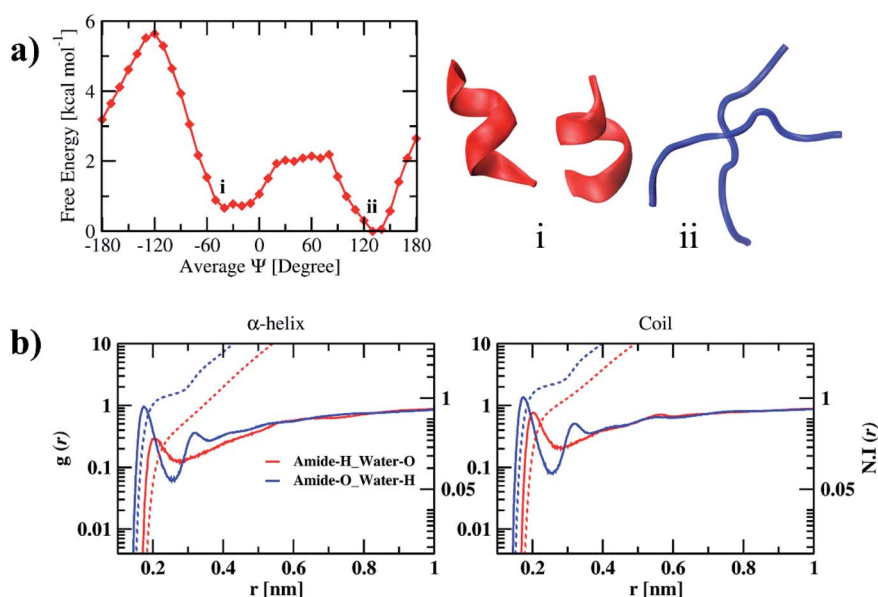 a)
Free Energy [kcal mol-1]
6
4
2
0
i
ii
-180 -120 -60 0 60 120 180
Average Ψ [Degree]
i
ii
b)
α-helix
Coil
g (r)
10
1
0.1
0.01
1
0.05
Amide-H_Water-O
Amide-O_Water-H
0.2 0.4 0.6 0.8 1
r [nm]
10
1
0.1
0.01
1
0.05
N.I (r)
0.2 0.4 0.6 0.8 1
r [nm]